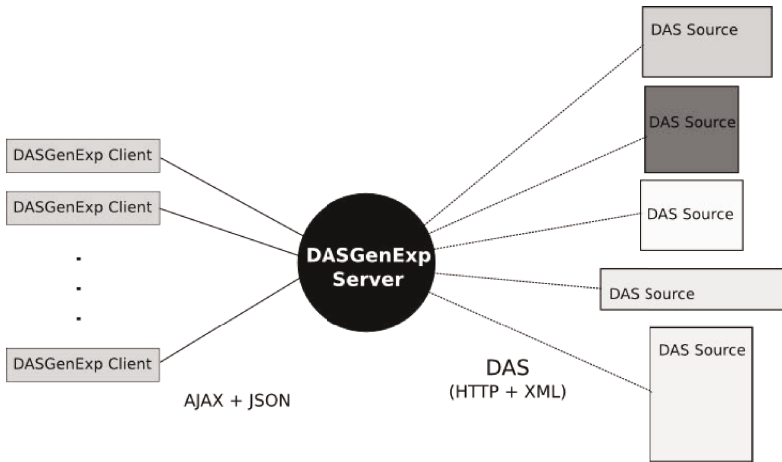 DASGenExp Client
DASGenExp Client
.
.
.
DASGenExp Client
AJAX + JSON
DASGenExp
Server
DAS
(HTTP + XML)
DAS Source
DAS Source
DAS Source
DAS Source
DAS Source